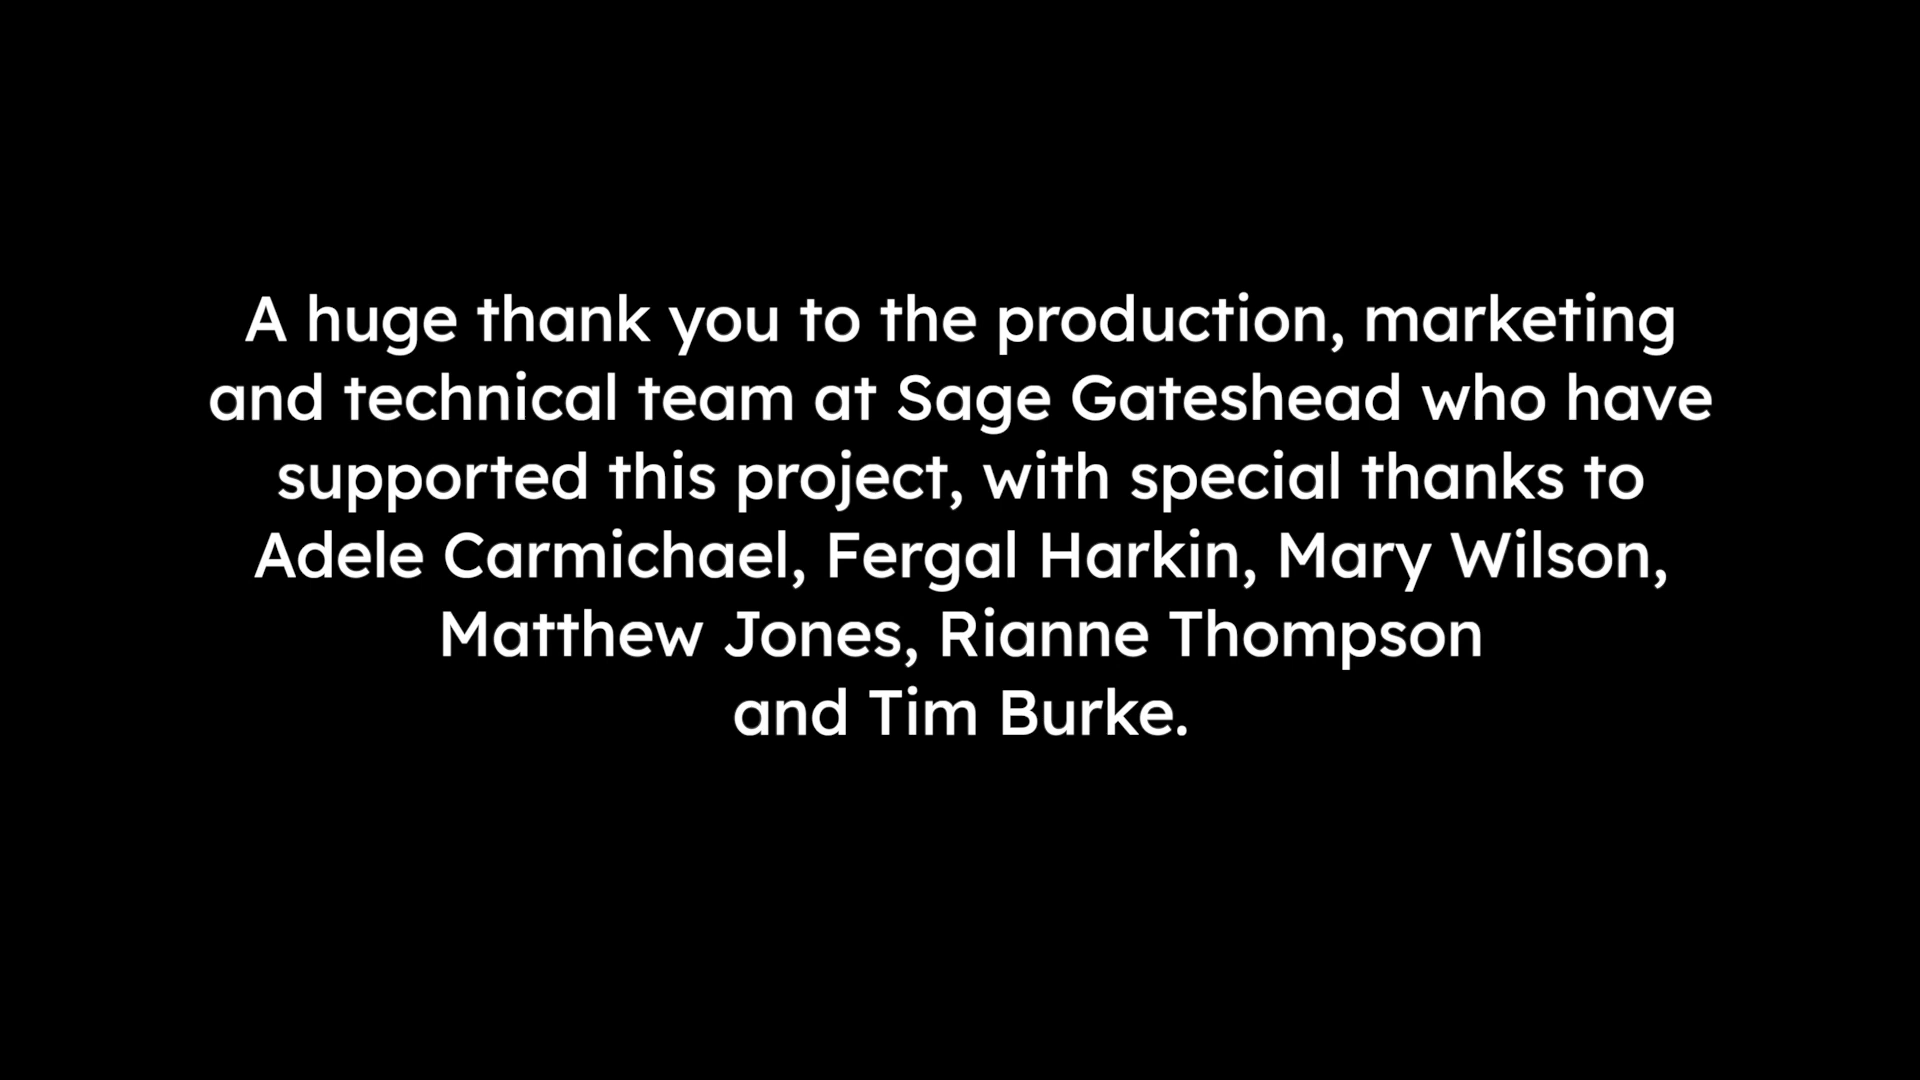 A huge thank you to the production, marketing
and technical team at Sage Gateshead who have
supported this project, with special thanks to
Adele Carmichael, Fergal Harkin, Mary Wilson,
Matthew Jones, Rianne Thompson
and Tim Burke.